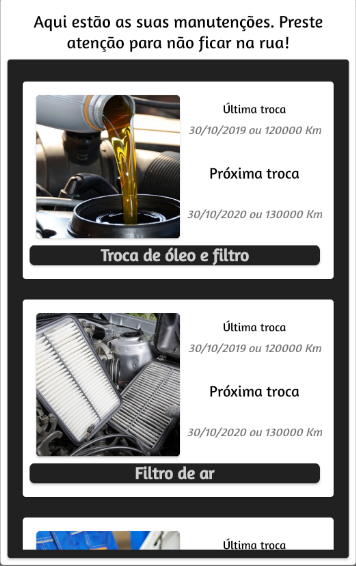 Aqui estão as suas manutenções. Preste
atenção para não ficar na rua!
Última troca
30/10/2019 ou 120000 Km
Próxima troca
30/10/2020 ou 130000 Km
Troca de óleo e filtro
Última troca
30/10/2019 ou 120000 Km
Próxima troca
30/10/2020 ou 130000 Km
Filtro de ar
Última troca